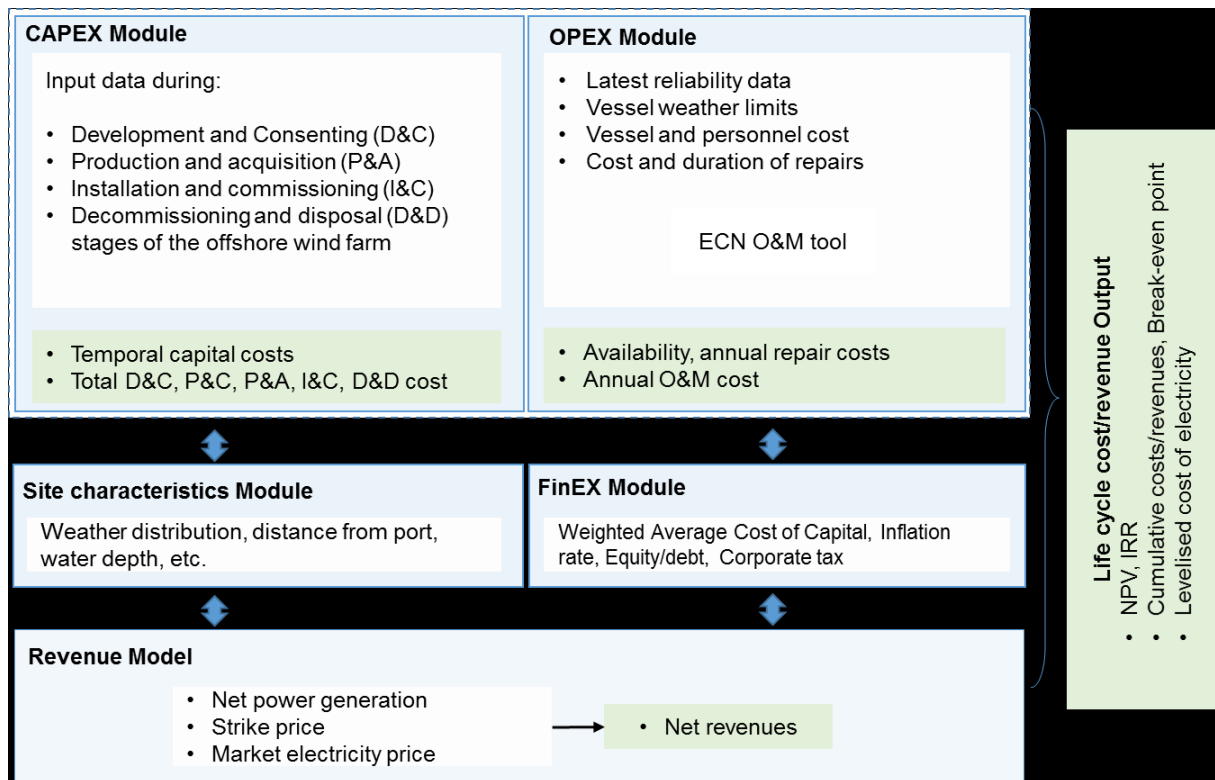 CAPEX Module
Input data during:
• Development and Consenting (D&C)
• Production and acquisition (P&A)
• Installation and commissioning (I&C)
• Decommissioning and disposal (D&D)
stages of the offshore wind farm
• Temporal capital costs
• Total D&C, P&C, P&A, I&C, D&D cost
OPEX Module
• Latest reliability data
• Vessel weather limits
• Vessel and personnel cost
• Cost and duration of repairs
ECN O&M tool
• Availability, annual repair costs
• Annual O&M cost
Site characteristics Module
Weather distribution, distance from port,
water depth, etc.
FinEX Module
Weighted Average Cost of Capital, Inflation
rate, Equity/debt, Corporate tax
Revenue Model
• Net power generation
• Strike price
• Market electricity price
• Net revenues
Life cycle cost/revenue Output
• NPV, IRR
• Cumulative costs/revenues, Break-even point
• Levelised cost of electricity